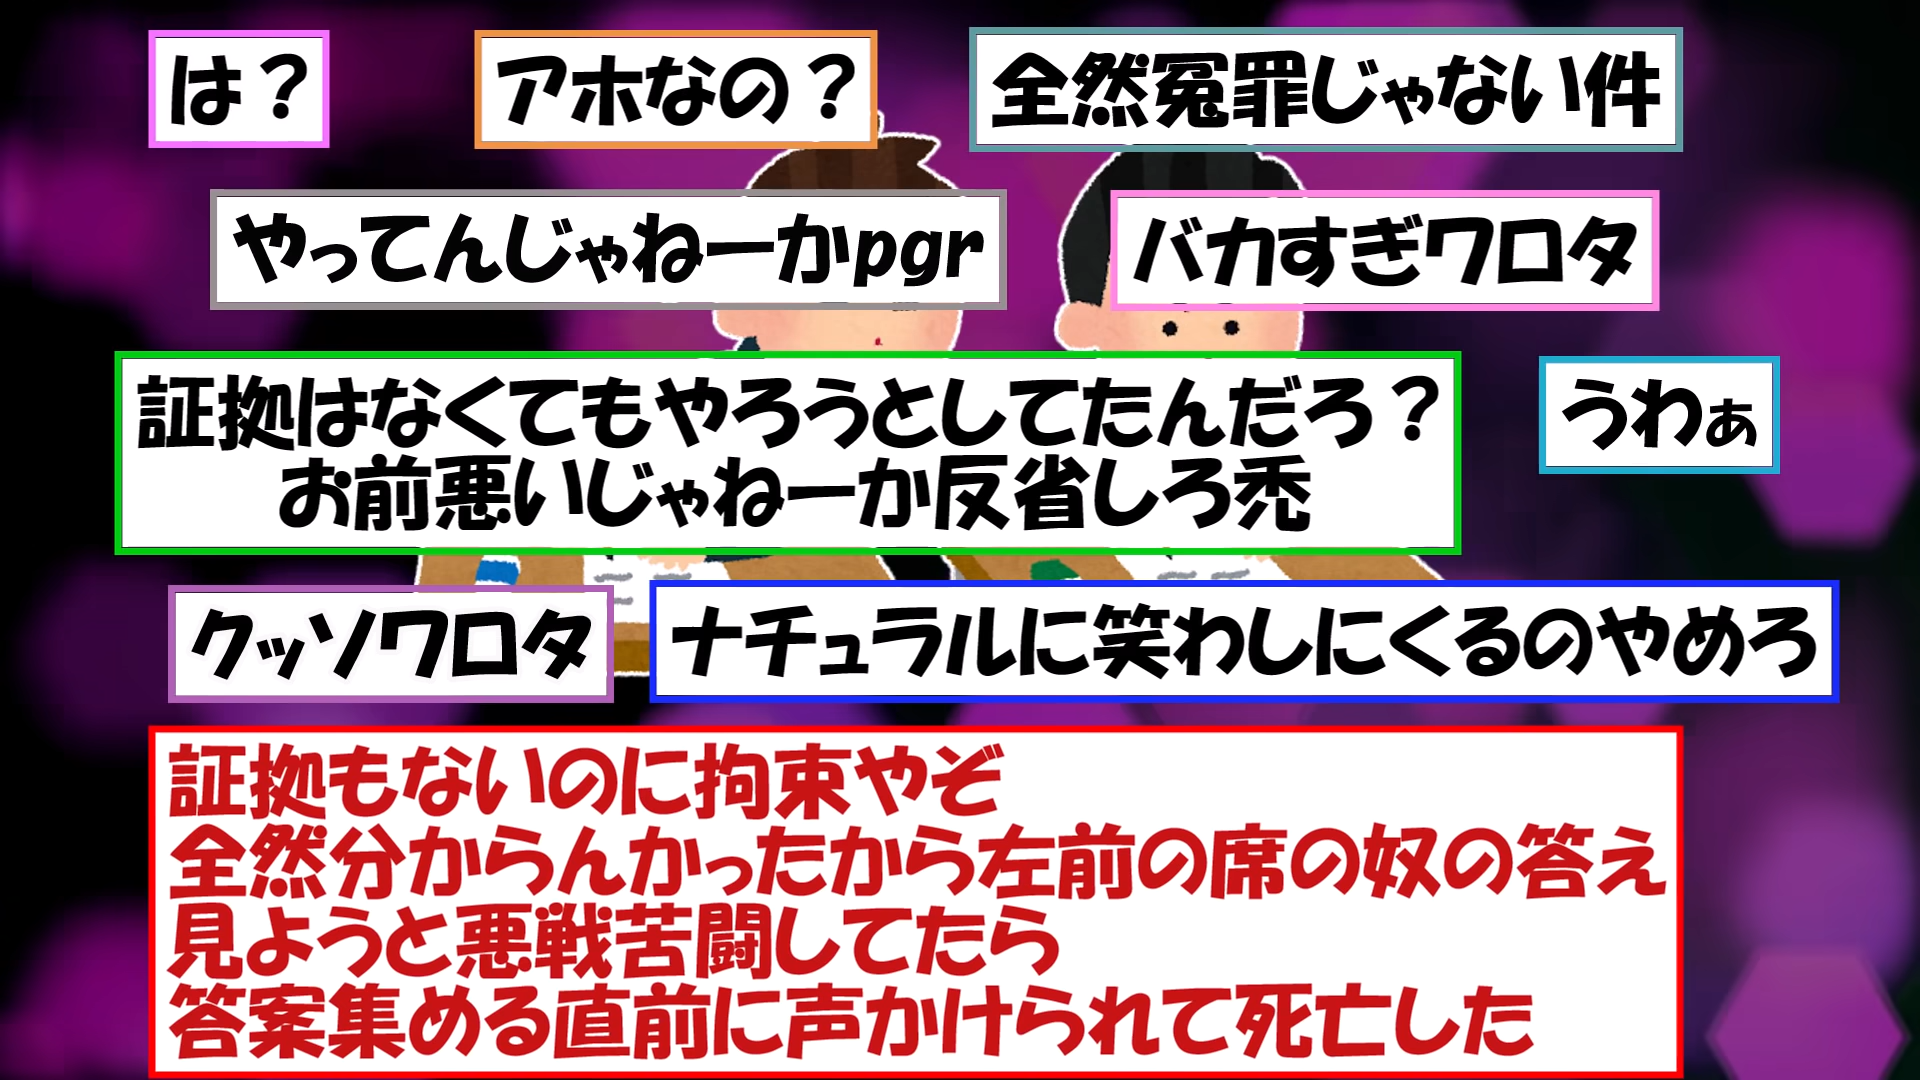 は？
アホなの？
全然冤罪じゃない件
やってんじゃねーかpgr
バカすぎワロタ
証拠はなくてもやろうとしてたんだろ？
お前悪いじゃねーか反省しろ禿
うわぁ
クッソワロタ
ナチュラルに笑わしにくるのやめろ
証拠もないのに拘束やぞ
全然分からんかったから左前の席の奴の答え
見ようと悪戦苦闘してたら
答案集める直前に声かけられて死亡した